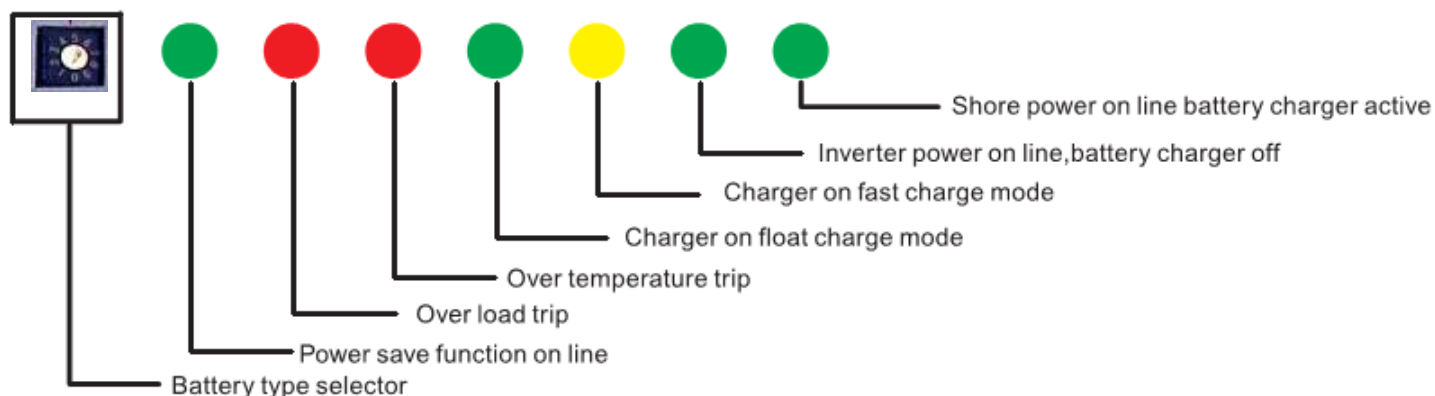 Shore power on line battery charger active
Inverter power on line,battery charger off
Charger on fast charge mode
Charger on float charge mode
Over temperature trip
Over load trip
Power save function on line
Battery type selector